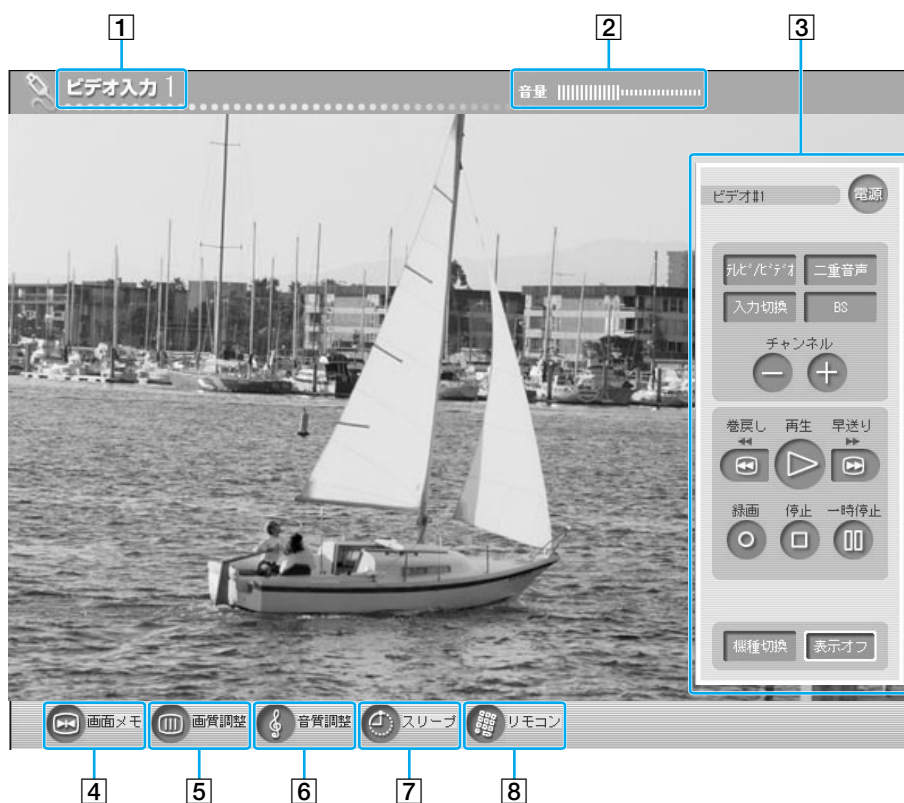 1 2 3
ビデオ入力 1
音量
ビデオ#1
電源
テレビ/ビデオ 二重音声
入力切換 BS
チャンネル
巻戻し 再生 早送り
録画 停止 一時停止
機種切換 表示オフ
画面メモ 画質調整 音質調整 スリープ リモコン
4 5 6 7 8